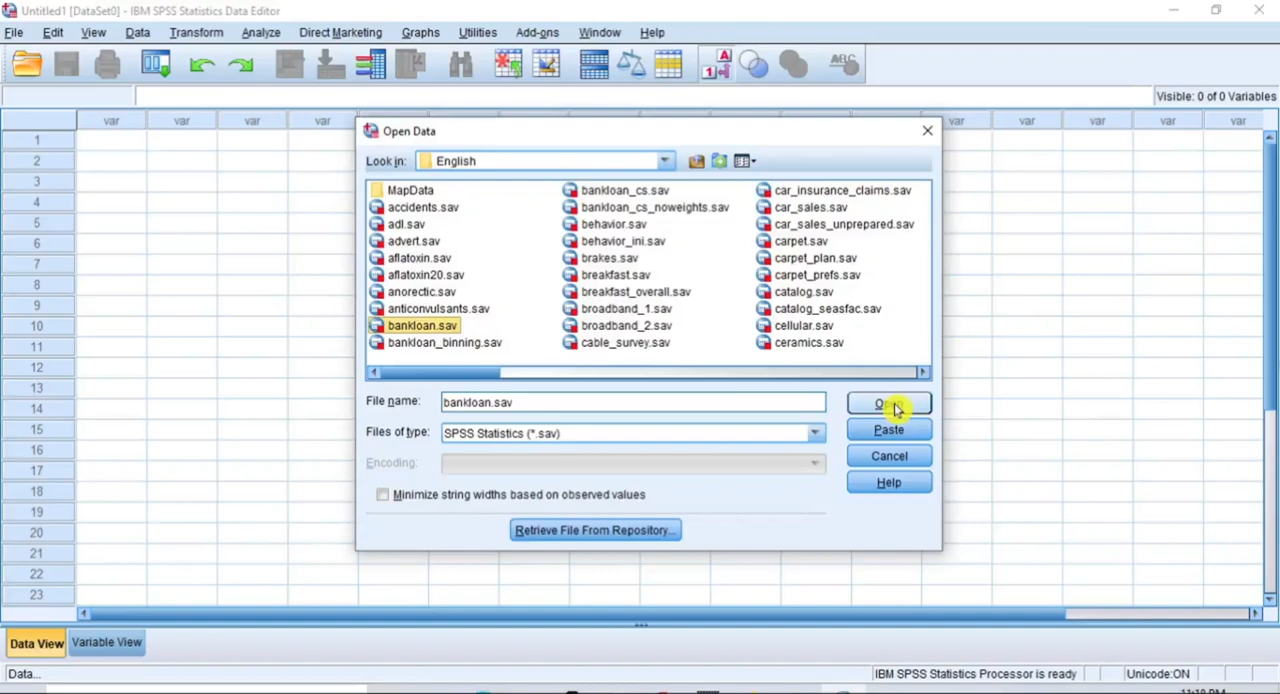 Untitled1 [DataSet0] - IBM SPSS Statistics Data Editor
File Edit View Data Transform Analyze Direct Marketing Graphs Utilities Add-ons Window Help
Visible: 0 of 0 Variables
var var var var var var var var var
1
2
3
4
5
6
7
8
9
10
11
12
13
14
15
16
17
18
19
20
21
22
23
Open Data
Look in: English
MapData bankloan_cs.sav car_insurance_claims.sav
accidents.sav bankloan_cs_noweights.sav car_sales.sav
adl.sav behavior.sav car_sales_unprepared.sav
advert.sav behavior_ini.sav carpet.sav
aflatoxin.sav brakes.sav carpet_plan.sav
aflatoxin20.sav breakfast.sav carpet_prefs.sav
anorectic.sav breakfast_overall.sav catalog.sav
anticonvulsants.sav broadband_1.sav catalog_seasfac.sav
bankloan.sav broadband_2.sav cellular.sav
bankloan_binning.sav cable_survey.sav ceramics.sav
File name: bankloan.sav Open
Files of type: SPSS Statistics (*.sav) Paste
Encoding: Cancel
Help
Minimize string widths based on observed values
Retrieve File From Repository...
Data View Variable View
Data... IBM SPSS Statistics Processor is ready Unicode:ON